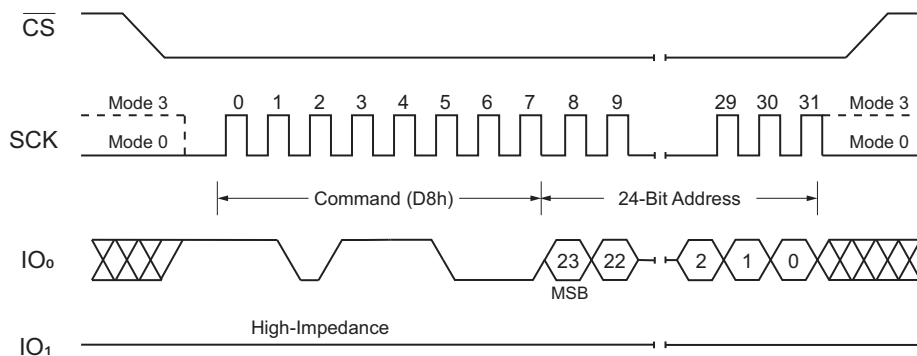 CS
Mode 3 0 1 2 3 4 5 6 7 8 9 29 30 31 Mode 3
SCK Mode 0 Mode 0
Command (D8h) 24-Bit Address
IO₀ 23 22 2 1 0
MSB
High-Impedance
IO₁